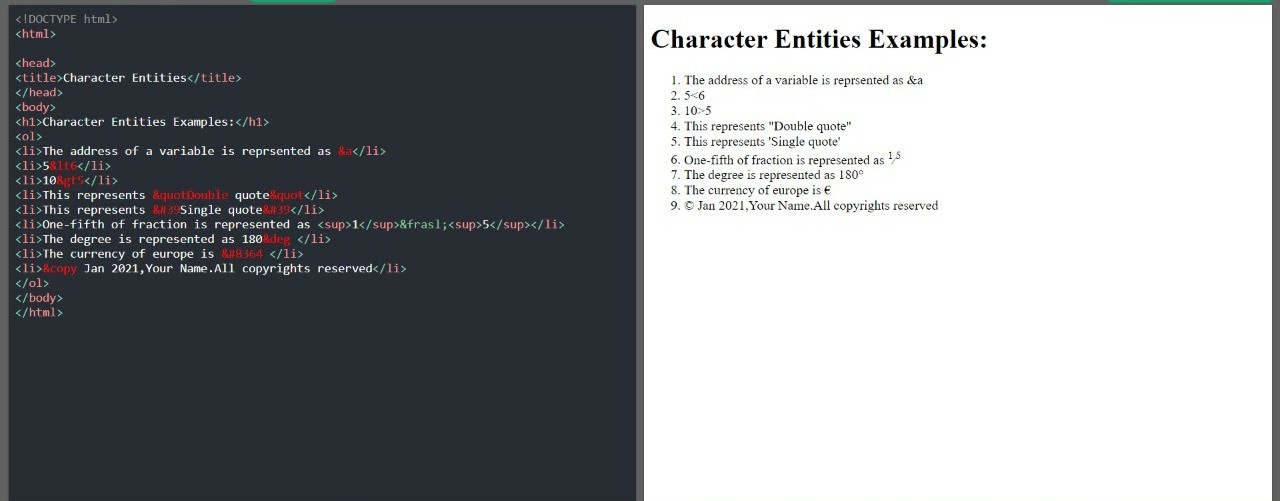 <!DOCTYPE html>
<html>
<head>
<title>Character Entities</title>
</head>
<body>
<h1>Character Entities Examples:</h1>
<ol>
<li>The address of a variable is reprsented as &a</li>
<li>5&lt6</li>
<li>10&gt5</li>
<li>This represents &quotDouble quote&quot</li>
<li>This represents &#39Single quote&#39</li>
<li>One-fifth of fraction is represented as <sup>1</sup>&frasl;<sup>5</sup></li>
<li>The degree is represented as 180&deg </li>
<li>The currency of europe is &#8364 </li>
<li>&copy Jan 2021,Your Name.All copyrights reserved</li>
</ol>
</body>
</html>
Character Entities Examples:
1. The address of a variable is reprsented as &a
2. 5<6
3. 10>5
4. This represents "Double quote"
5. This represents 'Single quote'
6. One-fifth of fraction is represented as 1⁄5
7. The degree is represented as 180°
8. The currency of europe is €
9. © Jan 2021,Your Name.All copyrights reserved